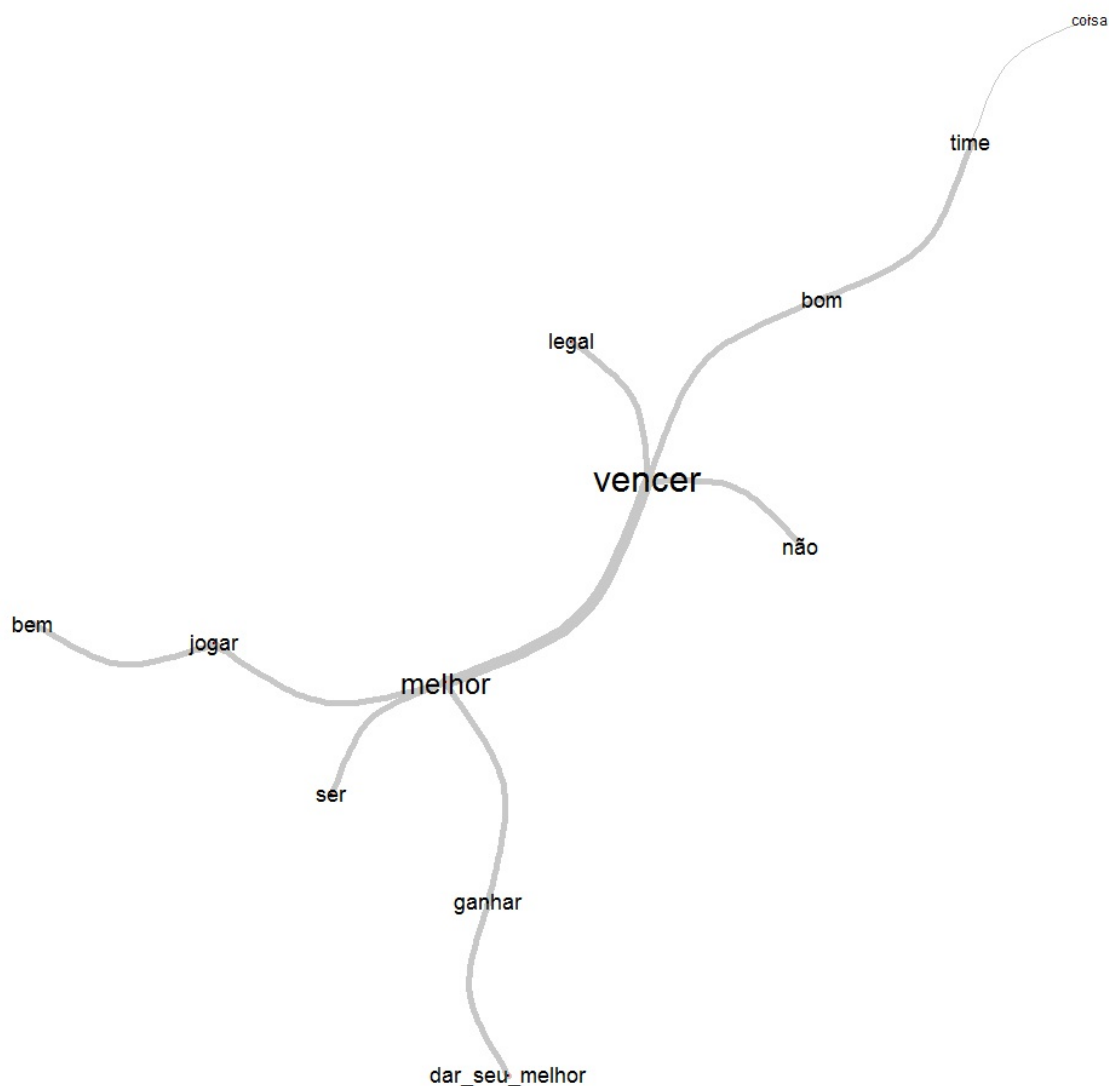 coisa
time
bom
legal
vencer
não
bem
jogar
melhor
ser
ganhar
dar_seu_melhor